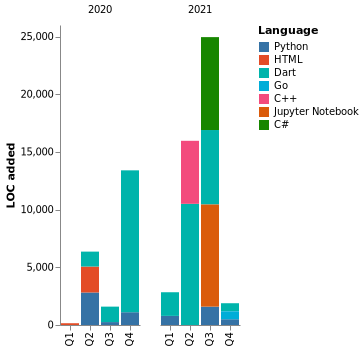 2020
2021
25,000
20,000
15,000
10,000
5,000
0
LOC added
Q1
Q2
Q3
Q4
Q1
Q2
Q3
Q4
Language
Python
HTML
Dart
Go
C++
Jupyter Notebook
C#